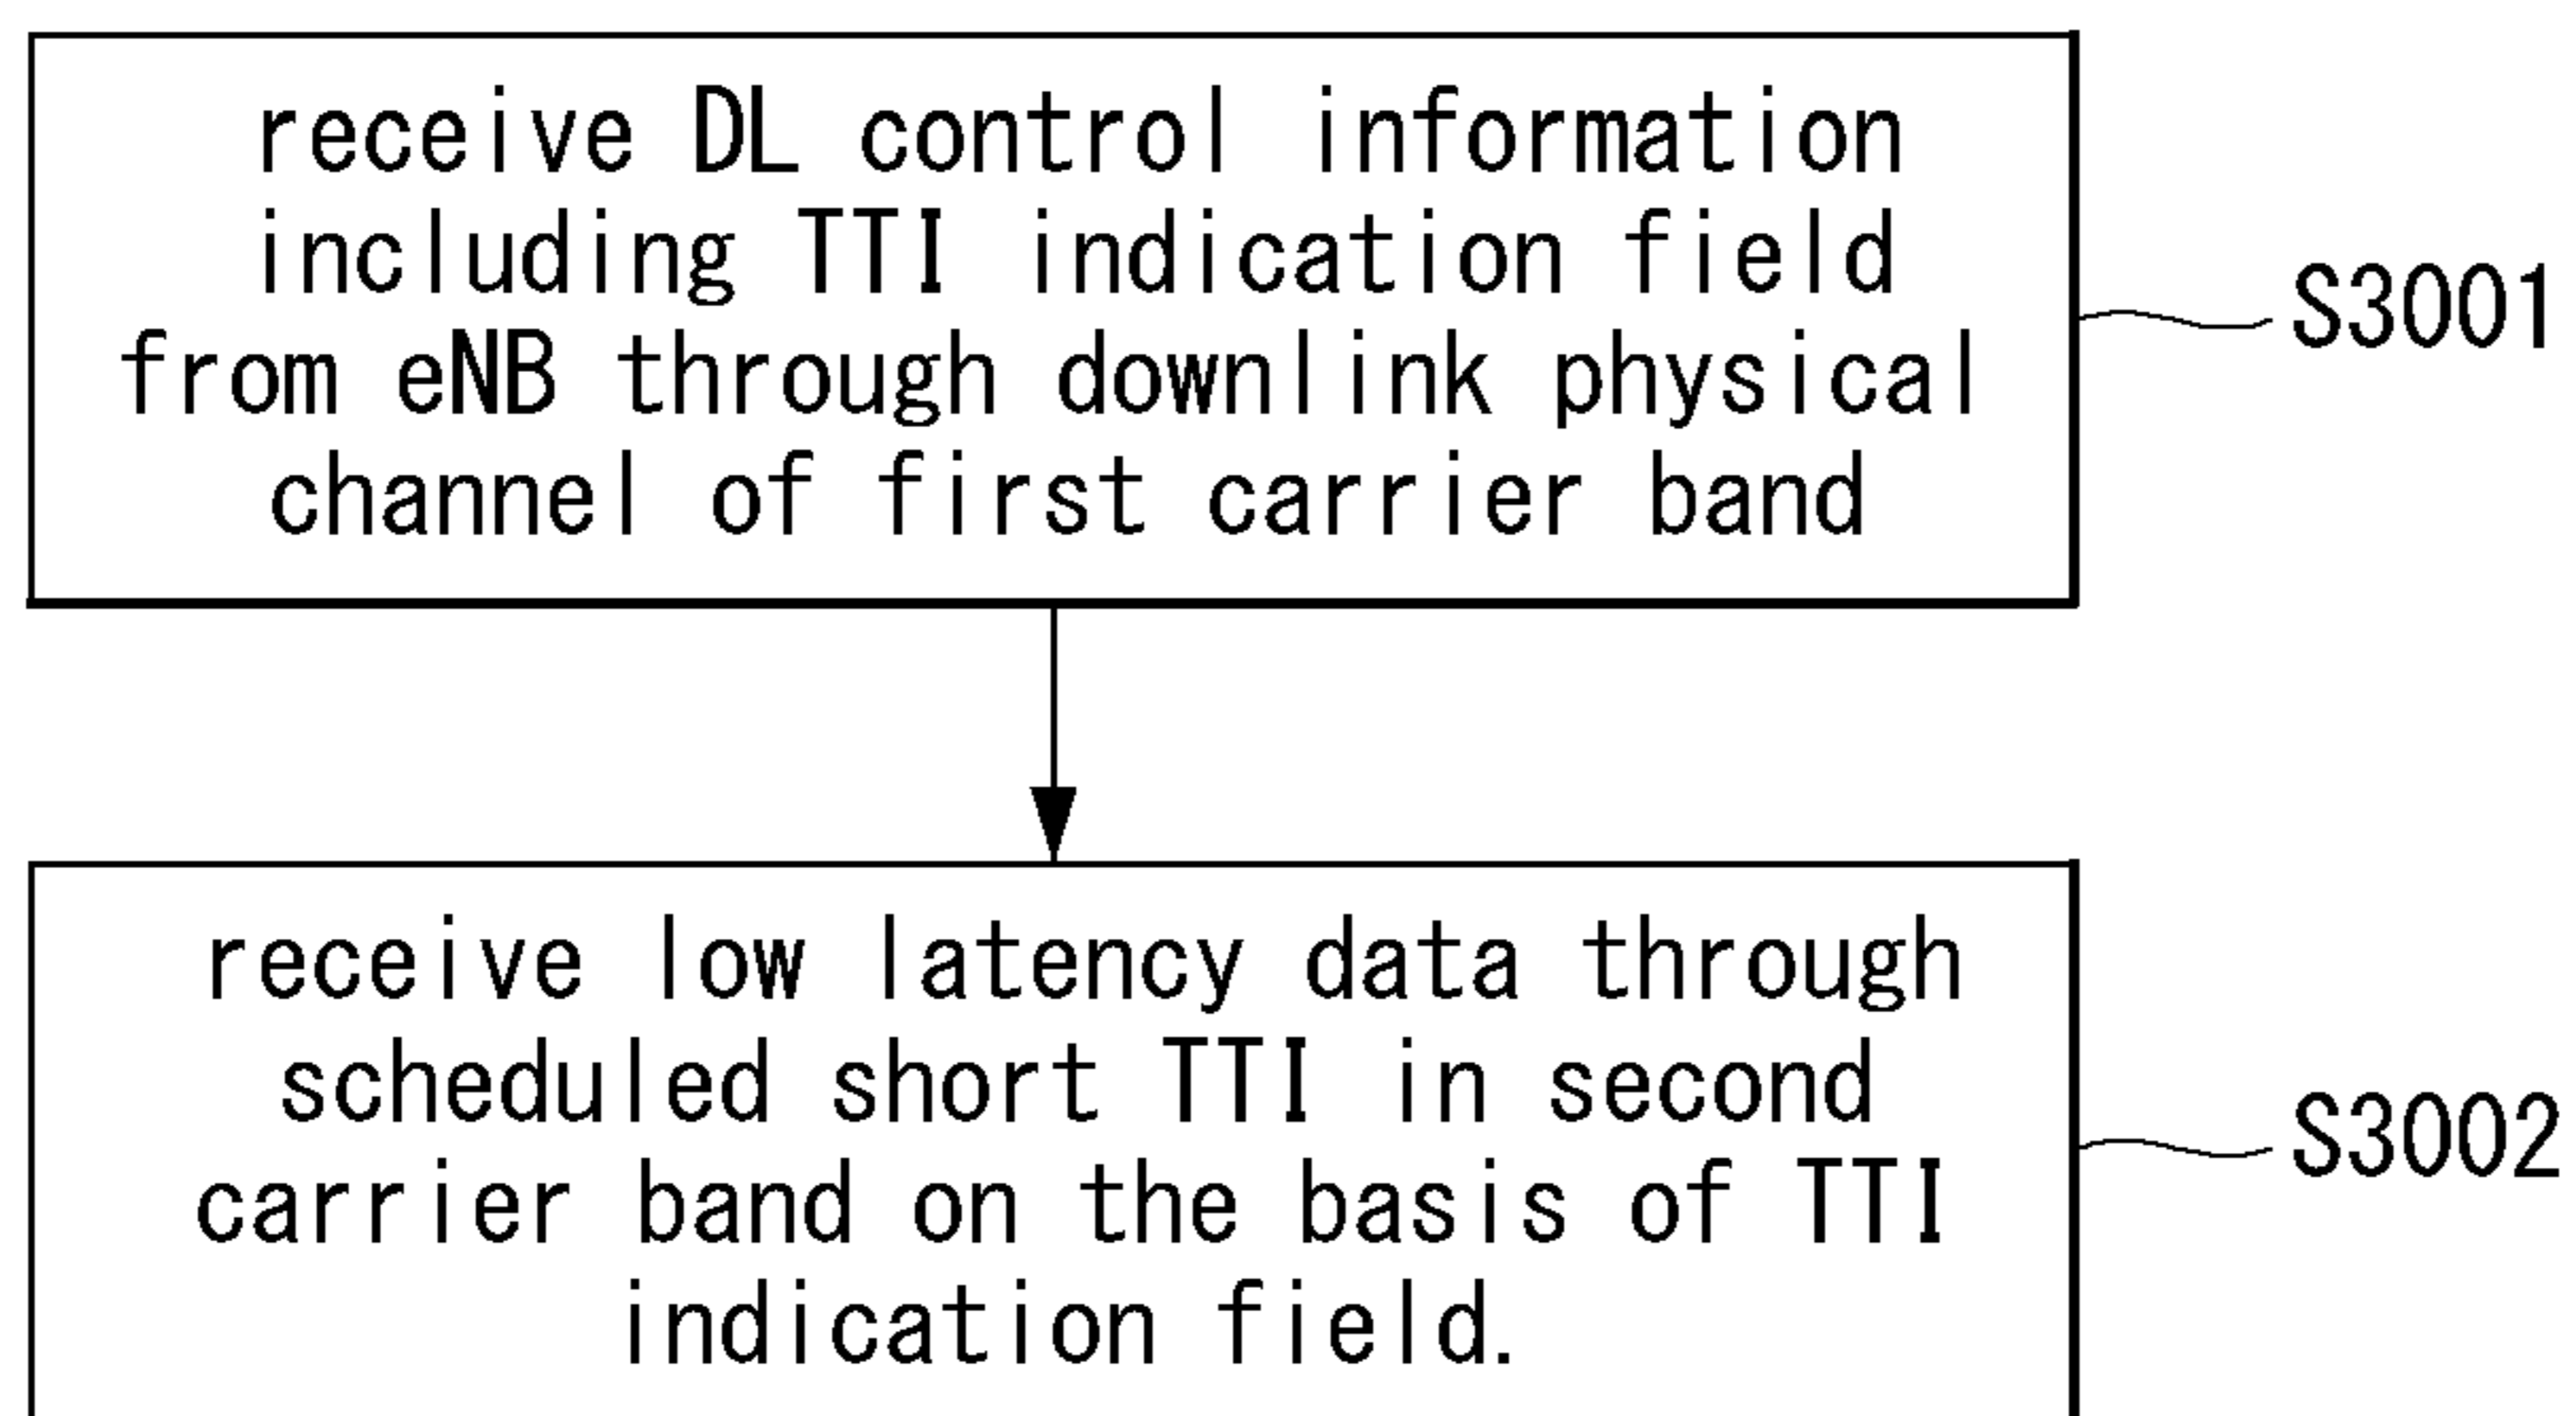 receive DL control information
including TTI indication field
from eNB through downlink physical
channel of first carrier band
S3001
receive low latency data through
scheduled short TTI in second
carrier band on the basis of TTI
indication field.
S3002